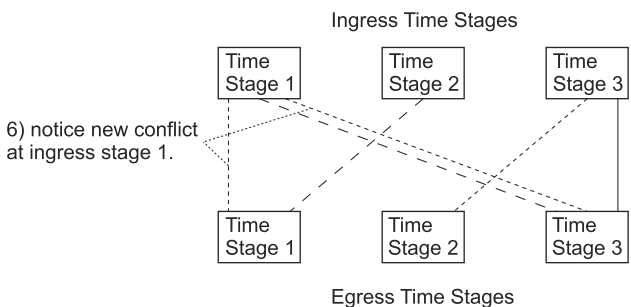 Ingress Time Stages
Time
Stage 1
Time
Stage 2
Time
Stage 3
6) notice new conflict
at ingress stage 1.
Time
Stage 1
Time
Stage 2
Time
Stage 3
Egress Time Stages